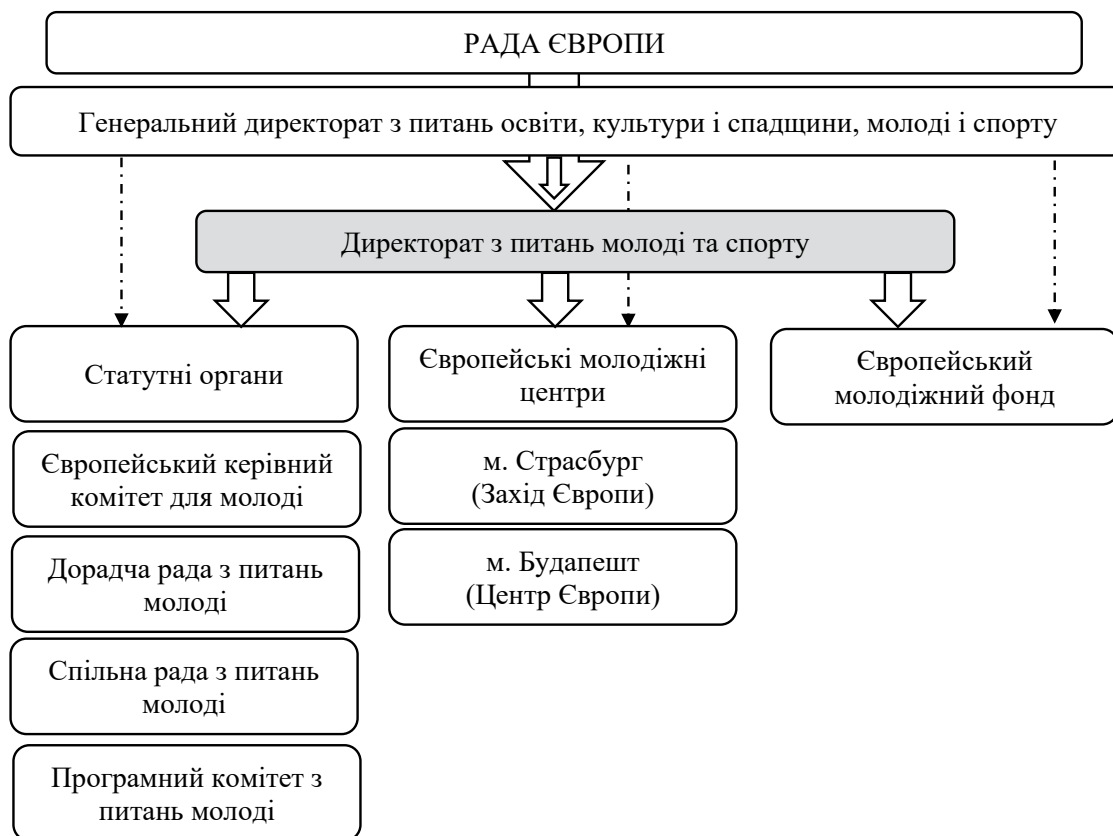 РАДА ЄВРОПИ
Генеральний директорат з питань освіти, культури і спадщини, молоді і спорту
Директорат з питань молоді та спорту
Статутні органи
Європейський керівний
комітет для молоді
Дорадча рада з питань
молоді
Спільна рада з питань
молоді
Програмний комітет з
питань молоді
Європейські молодіжні
центри
м. Страсбург
(Захід Європи)
м. Будапешт
(Центр Європи)
Європейський
молодіжний фонд